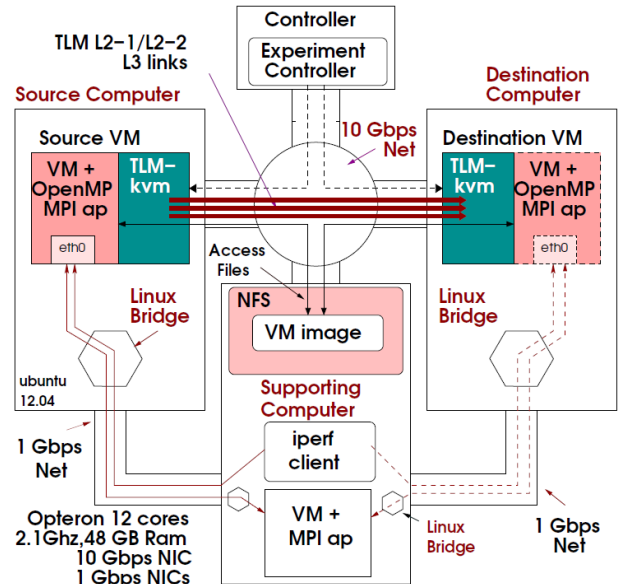 Controller
Experiment
Controller
TLM L2-1/L2-2
L3 links
Source Computer
Destination
Computer
10 Gbps
Net
Source VM
Destination VM
VM +
OpenMP
MPI ap
TLM-
kvm
TLM-
kvm
VM +
OpenMP
MPI ap
eth0
eth0
Access
Files
Linux
Bridge
NFS
VM image
Linux
Bridge
ubuntu
12.04
Supporting
Computer
1 Gbps
Net
iperf
client
Opteron 12 cores
2.1Ghz,48 GB Ram
10 Gbps NIC
1 Gbps NICs
VM +
MPI ap
Linux
Bridge
1 Gbps
Net